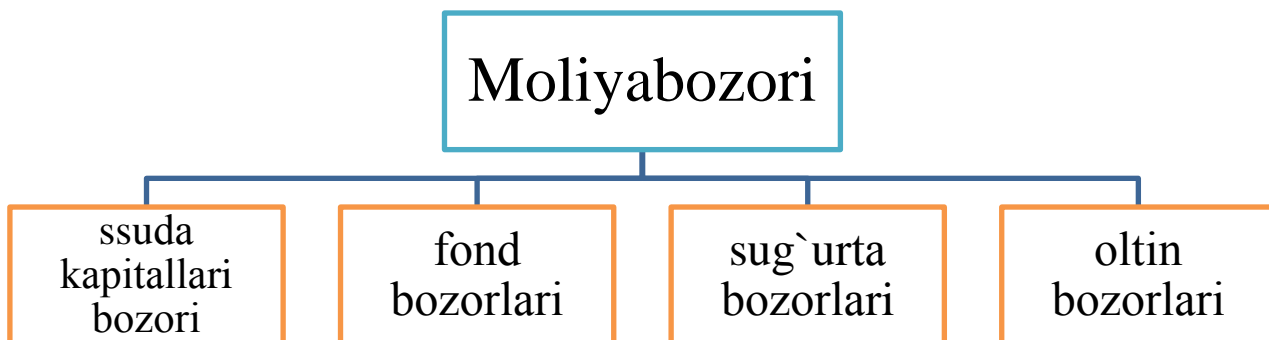 Moliyabozori
ssuda
kapitallari
bozori
fond
bozorlari
sug`urta
bozorlari
oltin
bozorlari